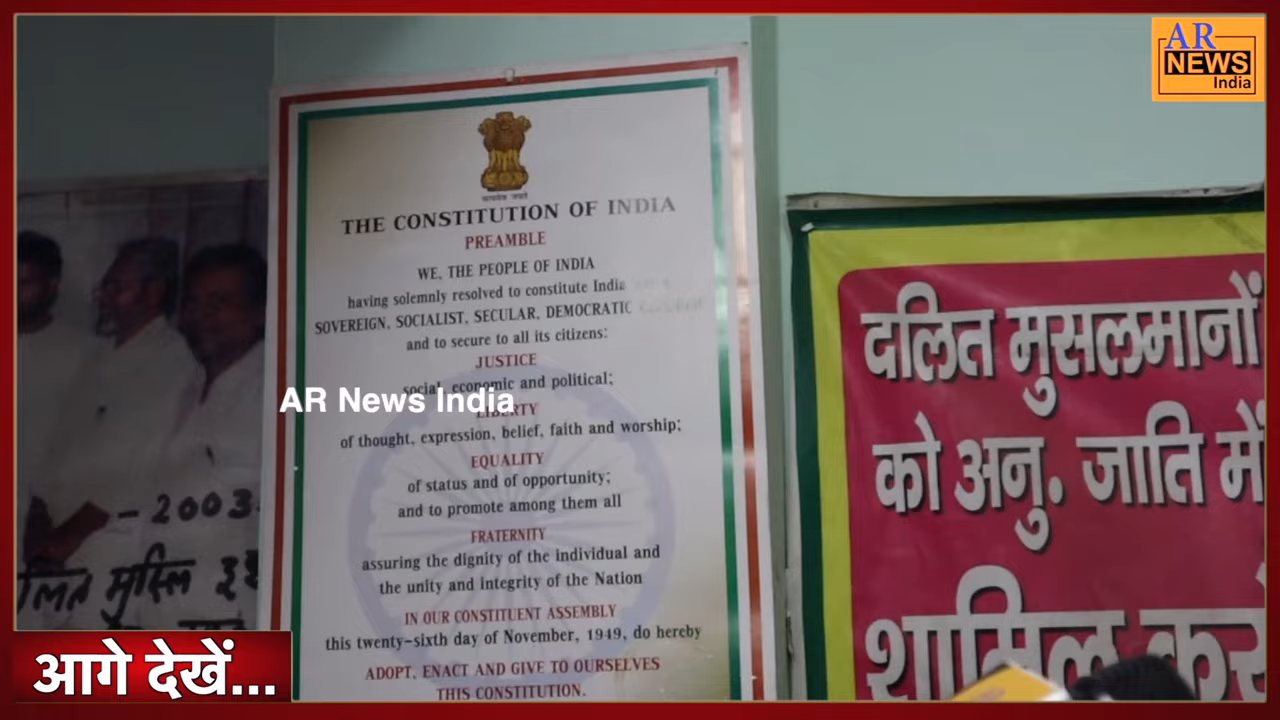 AR
NEWS
India
- 2003
दलित मुस्लि
सत्यमेव जयते
THE CONSTITUTION OF INDIA
PREAMBLE
WE, THE PEOPLE OF INDIA
having solemnly resolved to constitute India
SOVEREIGN, SOCIALIST, SECULAR, DEMOCRATIC
and to secure to all its citizens:
JUSTICE
social, economic and political;
LIBERTY
of thought, expression, belief, faith and worship;
EQUALITY
of status and of opportunity;
and to promote among them all
FRATERNITY
assuring the dignity of the individual and
the unity and integrity of the Nation
IN OUR CONSTITUENT ASSEMBLY
this twenty-sixth day of November, 1949, do hereby
ADOPT, ENACT AND GIVE TO OURSELVES
THIS CONSTITUTION.
AR News India
दलित मुसलमानों
को अनु. जाति में
शामिल
आगे देखें...